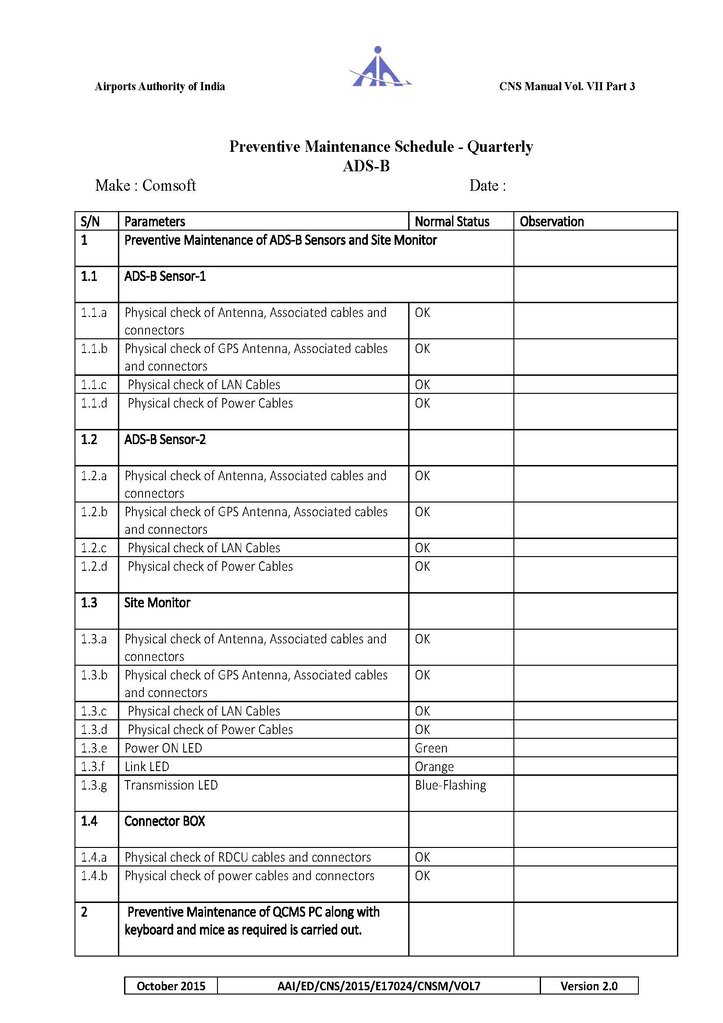 Airports Authority of India CNS Manual Vol. VII Part 3
Preventive Maintenance Schedule - Quarterly
ADS-B
Make : Comsoft Date :
S/N Parameters Normal Status Observation
1 Preventive Maintenance of ADS-B Sensors and Site Monitor
1.1 ADS-B Sensor-1
1.1.a Physical check of Antenna, Associated cables and OK
connectors
1.1.b Physical check of GPS Antenna, Associated cables OK
and connectors
1.1.c Physical check of LAN Cables OK
1.1.d Physical check of Power Cables OK
1.2 ADS-B Sensor-2
1.2.a Physical check of Antenna, Associated cables and OK
connectors
1.2.b Physical check of GPS Antenna, Associated cables OK
and connectors
1.2.c Physical check of LAN Cables OK
1.2.d Physical check of Power Cables OK
1.3 Site Monitor
1.3.a Physical check of Antenna, Associated cables and OK
connectors
1.3.b Physical check of GPS Antenna, Associated cables OK
and connectors
1.3.c Physical check of LAN Cables OK
1.3.d Physical check of Power Cables OK
1.3.e Power ON LED Green
1.3.f Link LED Orange
1.3.g Transmission LED Blue-Flashing
1.4 Connector BOX
1.4.a Physical check of RDCU cables and connectors OK
1.4.b Physical check of power cables and connectors OK
2 Preventive Maintenance of QCMS PC along with
keyboard and mice as required is carried out.
October 2015 AAI/ED/CNS/2015/E17024/CNSM/VOL7 Version 2.0